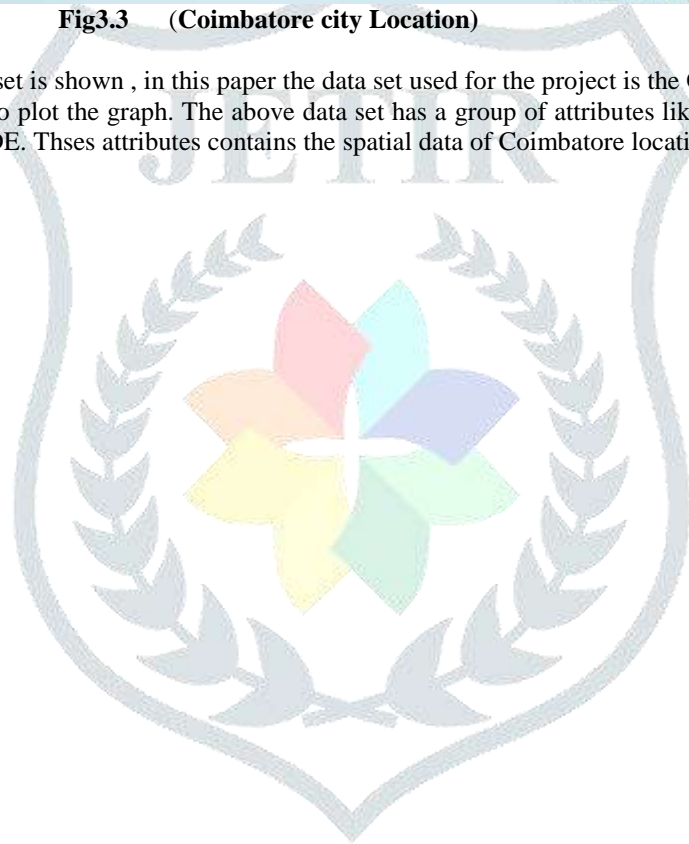 Fig3.3 (Coimbatore city Location)
set is shown , in this paper the data set used for the project is the
o plot the graph. The above data set has a group of attributes lik
DE. Thses attributes contains the spatial data of Coimbatore locati
JETIR